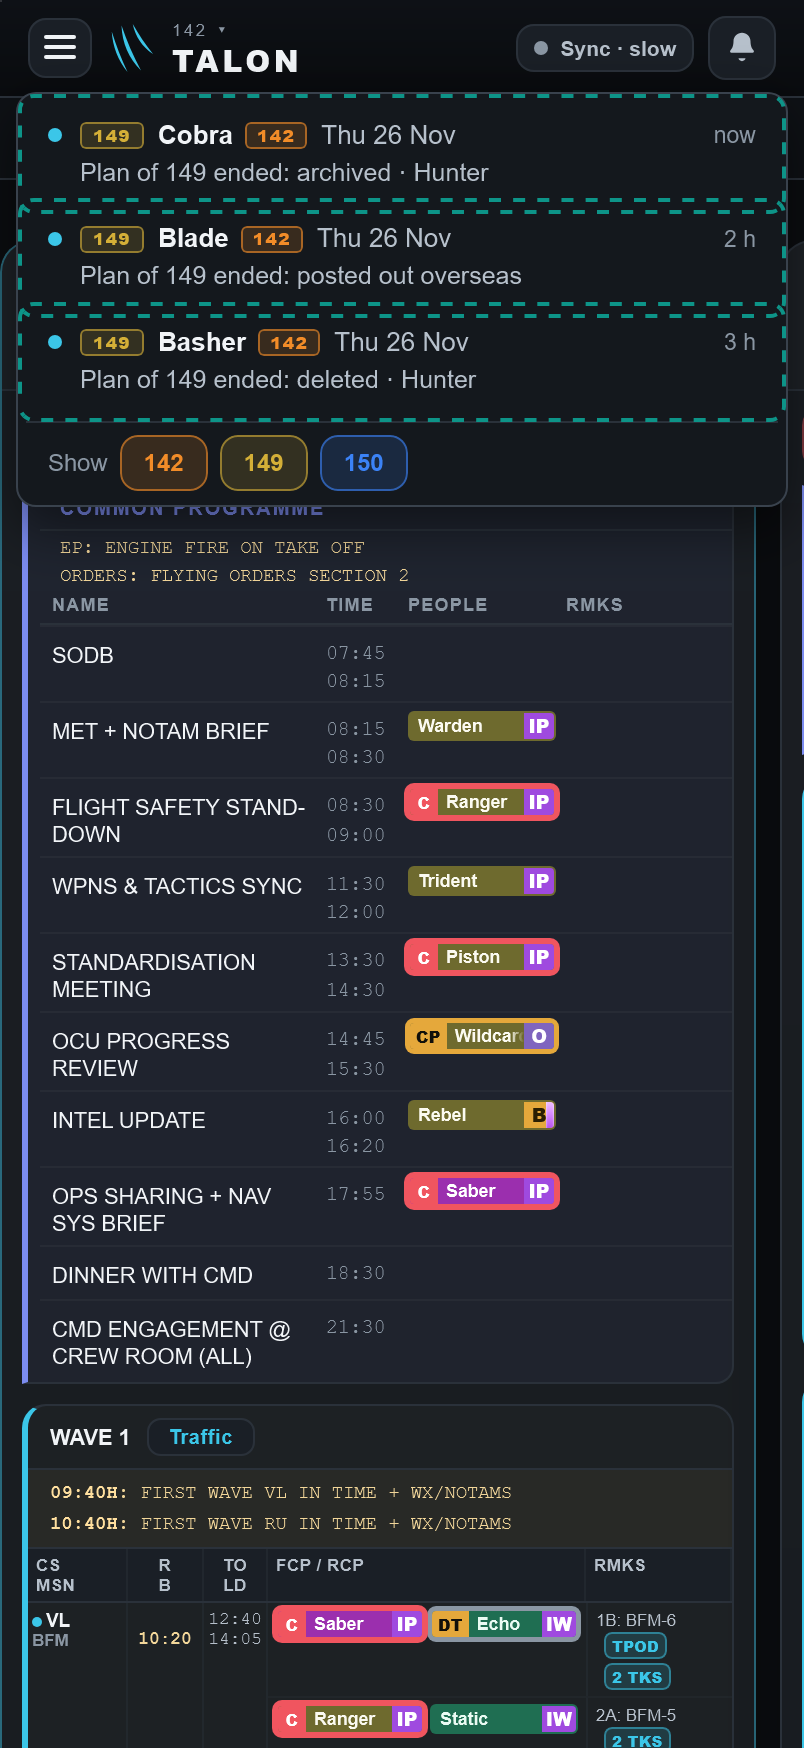 142 ▾
TALON
Sync · slow
149 Cobra 142 Thu 26 Nov now
Plan of 149 ended: archived · Hunter
149 Blade 142 Thu 26 Nov 2 h
Plan of 149 ended: posted out overseas
149 Basher 142 Thu 26 Nov 3 h
Plan of 149 ended: deleted · Hunter
Show 142 149 150
COMMON PROGRAMME
EP: ENGINE FIRE ON TAKE OFF
ORDERS: FLYING ORDERS SECTION 2
NAME TIME PEOPLE RMKS
SODB 07:45
08:15
MET + NOTAM BRIEF 08:15 Warden IP
08:30
FLIGHT SAFETY STAND- 08:30 C Ranger IP
DOWN 09:00
WPNS & TACTICS SYNC 11:30 Trident IP
12:00
STANDARDISATION 13:30 C Piston IP
MEETING 14:30
OCU PROGRESS 14:45 CP Wildcar O
REVIEW 15:30
INTEL UPDATE 16:00 Rebel B
16:20
OPS SHARING + NAV 17:55 C Saber IP
SYS BRIEF
DINNER WITH CMD 18:30
CMD ENGAGEMENT @ 21:30
CREW ROOM (ALL)
WAVE 1 Traffic
09:40H: FIRST WAVE VL IN TIME + WX/NOTAMS
10:40H: FIRST WAVE RU IN TIME + WX/NOTAMS
CS R TO FCP / RCP RMKS
MSN B LD
VL 12:40 C Saber IP DT Echo IW 1B: BFM-6
BFM 10:20 14:05 TPOD
2 TKS
C Ranger IP Static IW 2A: BFM-5
2 TKS